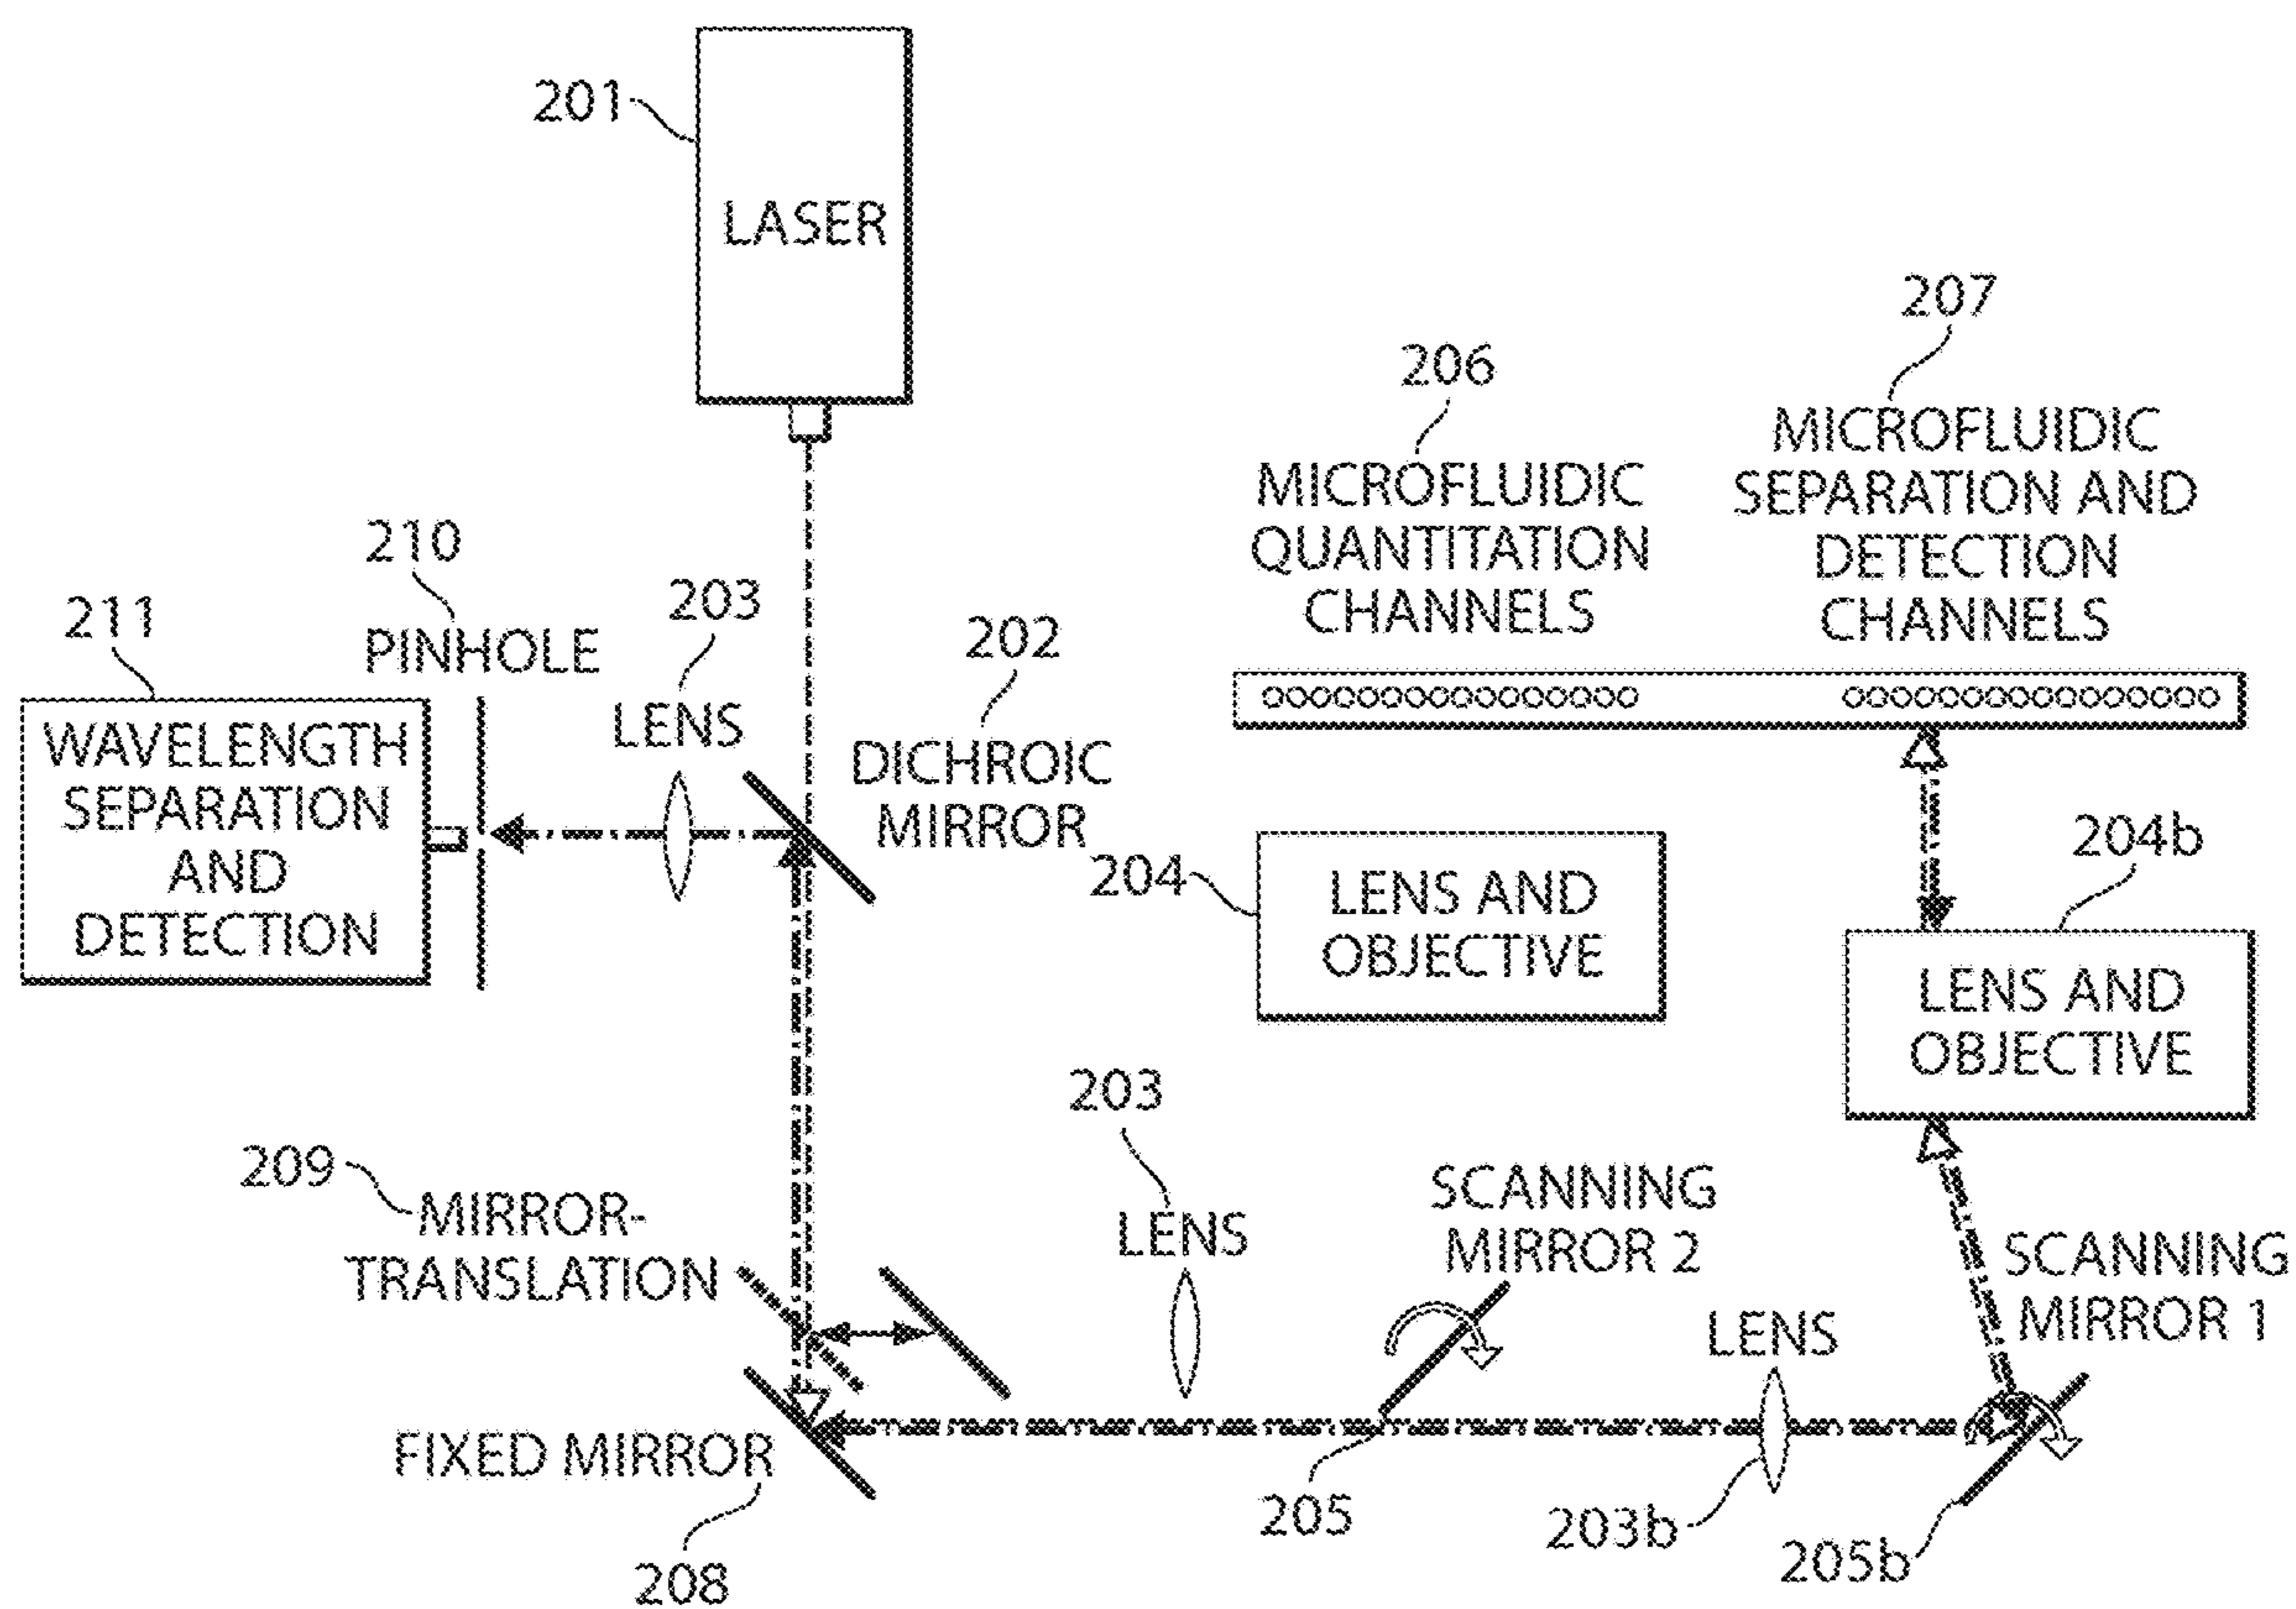 201
LASER
207
206
MICROFLUIDIC
SEPARATION AND
DETECTION
CHANNELS
MICROFLUIDIC
QUANTITATION
CHANNELS
210
PINHOLE
203
LENS
202
DICHROIC
MIRROR
211
WAVELENGTH
SEPARATION
AND
DETECTION
204
LENS AND
OBJECTIVE
204b
LENS AND
OBJECTIVE
203
LENS
209
MIRROR-
TRANSLATION
SCANNING
MIRROR 2
SCANNING
MIRROR 1
LENS
FIXED MIRROR
208
205
203b
205b